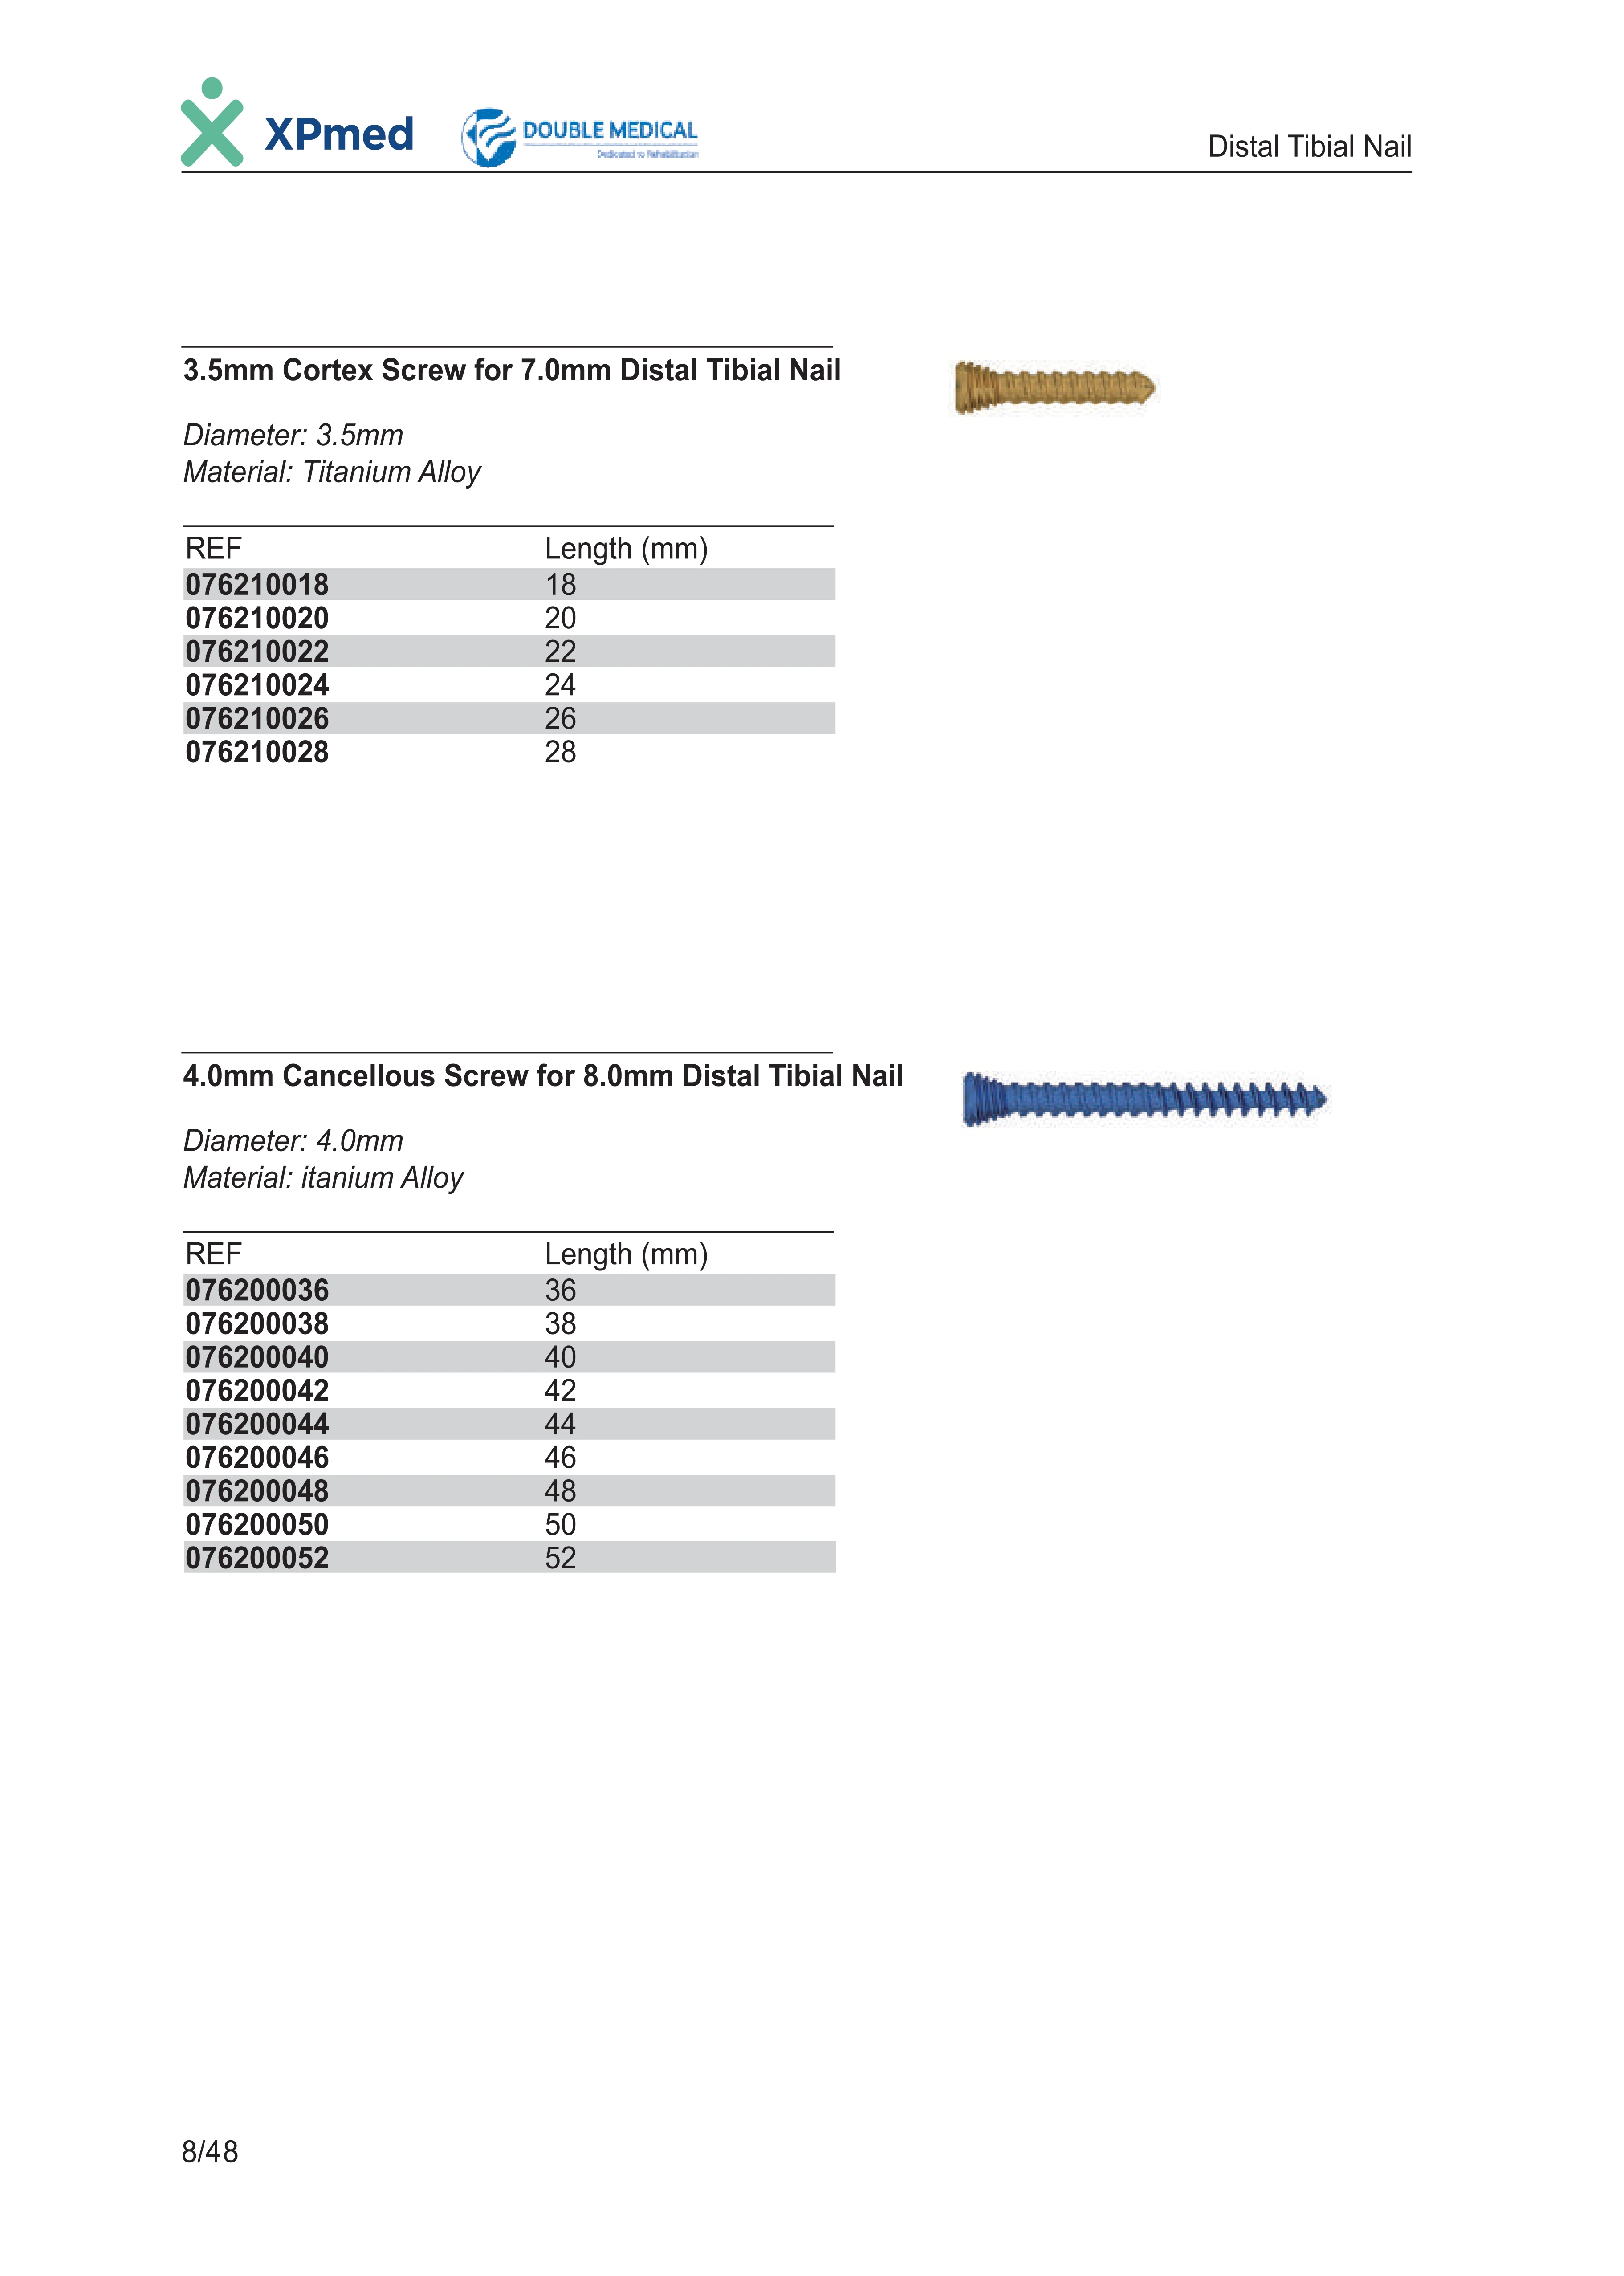 XPmed
DOUBLE MEDICAL
Dedicated to Rehabilitation
Distal Tibial Nail
3.5mm Cortex Screw for 7.0mm Distal Tibial Nail
Diameter: 3.5mm
Material: Titanium Alloy
REF Length (mm)
076210018 18
076210020 20
076210022 22
076210024 24
076210026 26
076210028 28
4.0mm Cancellous Screw for 8.0mm Distal Tibial Nail
Diameter: 4.0mm
Material: itanium Alloy
REF Length (mm)
076200036 36
076200038 38
076200040 40
076200042 42
076200044 44
076200046 46
076200048 48
076200050 50
076200052 52
8/48